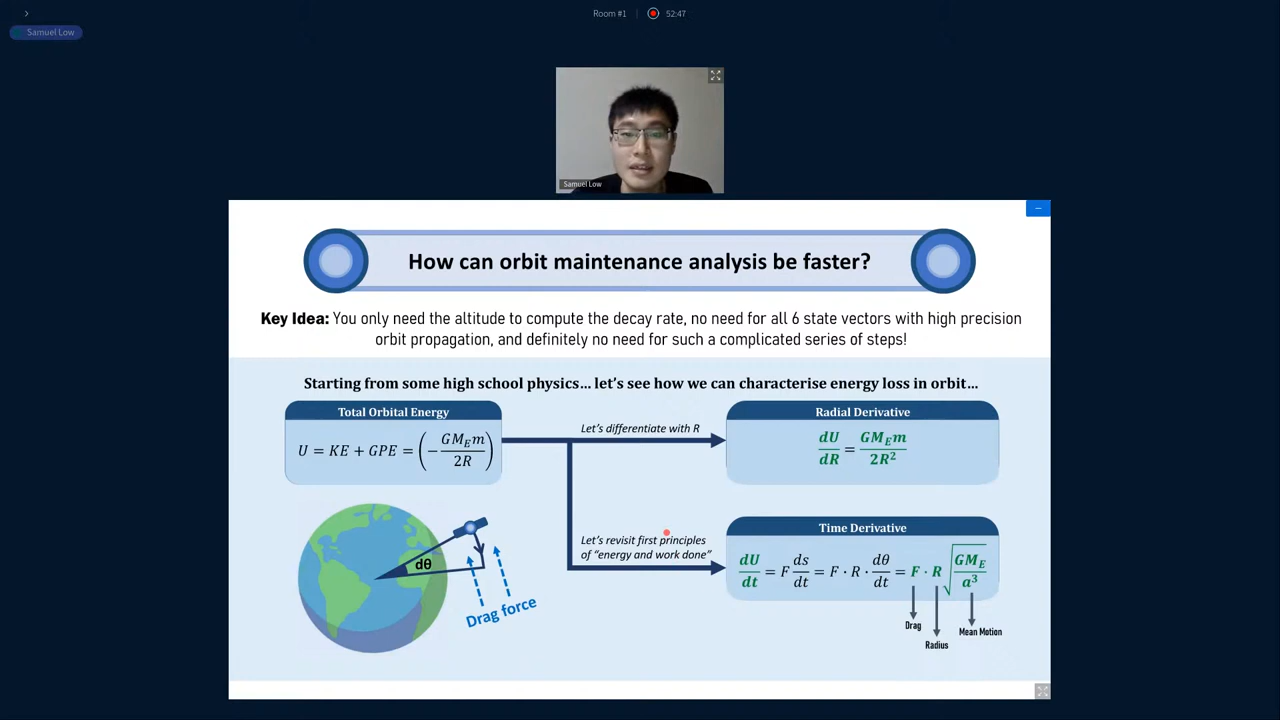 Room #1 52:47
Samuel Low
Samuel Low
How can orbit maintenance analysis be faster?
Key Idea: You only need the altitude to compute the decay rate, no need for all 6 state vectors with high precision
orbit propagation, and definitely no need for such a complicated series of steps!
Starting from some high school physics… let's see how we can characterise energy loss in orbit…
Total Orbital Energy
U = KE + GPE = (−GM_E m / 2R)
Let's differentiate with R
Radial Derivative
dU/dR = GM_E m / 2R²
Let's revisit first principles
of "energy and work done"
Time Derivative
dU/dt = F ds/dt = F · R · dθ/dt = F · R √(GM_E / a³)
dθ
Drag force
Drag
Radius
Mean Motion